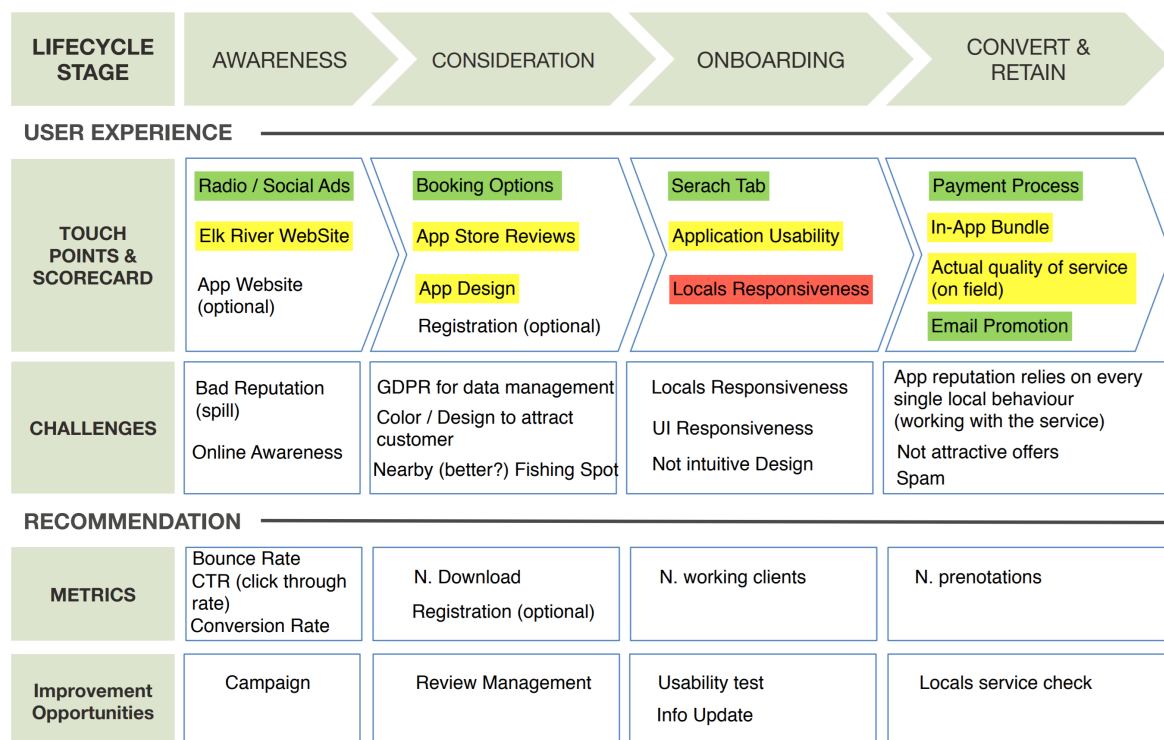 LIFECYCLE
STAGE
AWARENESS
CONSIDERATION
ONBOARDING
CONVERT &
RETAIN
USER EXPERIENCE
TOUCH
POINTS &
SCORECARD
Radio / Social Ads
Elk River WebSite
App Website
(optional)
Booking Options
App Store Reviews
App Design
Registration (optional)
Serach Tab
Application Usability
Locals Responsiveness
Payment Process
In-App Bundle
Actual quality of service
(on field)
Email Promotion
CHALLENGES
Bad Reputation
(spill)
Online Awareness
GDPR for data management
Color / Design to attract
customer
Nearby (better?) Fishing Spot
Locals Responsiveness
UI Responsiveness
Not intuitive Design
App reputation relies on every
single local behaviour
(working with the service)
Not attractive offers
Spam
RECOMMENDATION
METRICS
Bounce Rate
CTR (click through
rate)
Conversion Rate
N. Download
Registration (optional)
N. working clients
N. prenotations
Improvement
Opportunities
Campaign
Review Management
Usability test
Info Update
Locals service check